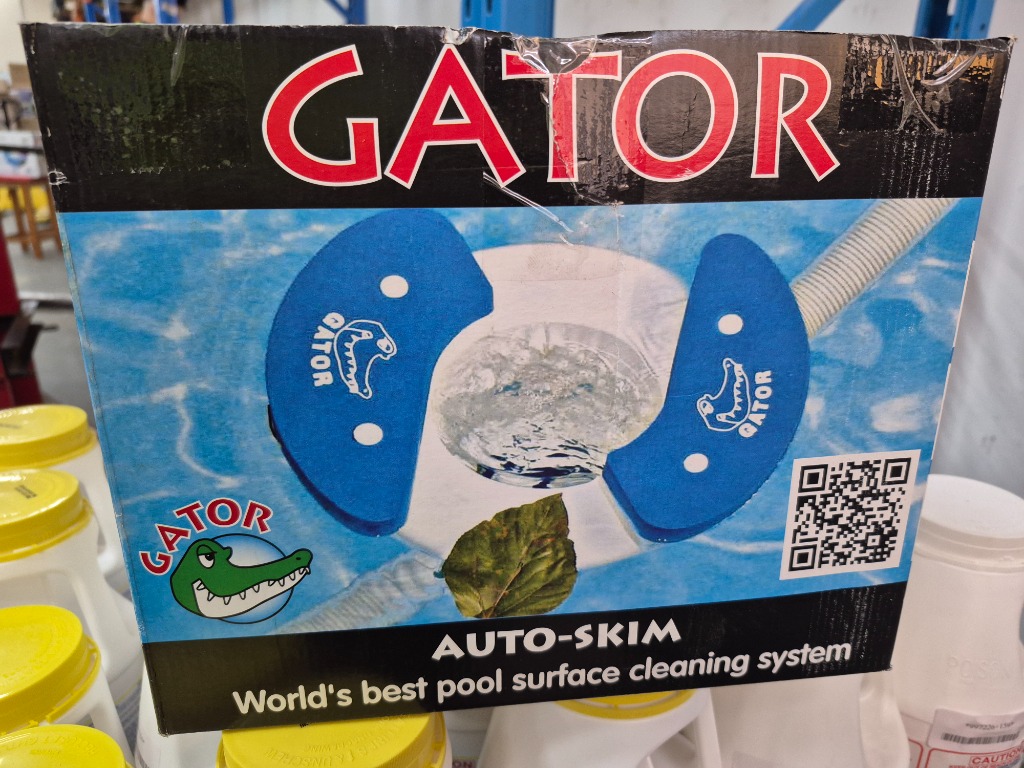 GATOR
GATOR
GATOR
GATOR
AUTO-SKIM
World's best pool surface cleaning system
CAUTION